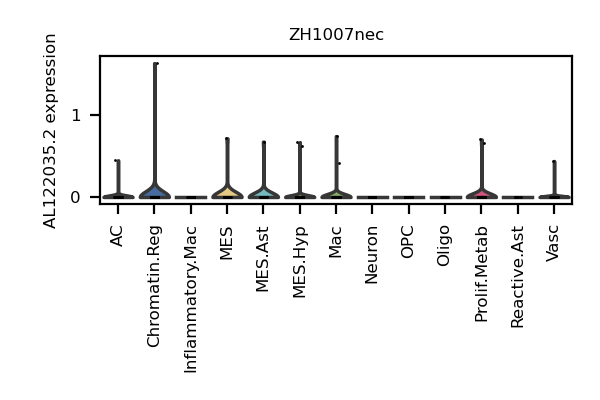 ZH1007nec
AL122035.2 expression
1
0
AC
Chromatin.Reg
Inflammatory.Mac
MES
MES.Ast
MES.Hyp
Mac
Neuron
OPC
Oligo
Prolif.Metab
Reactive.Ast
Vasc